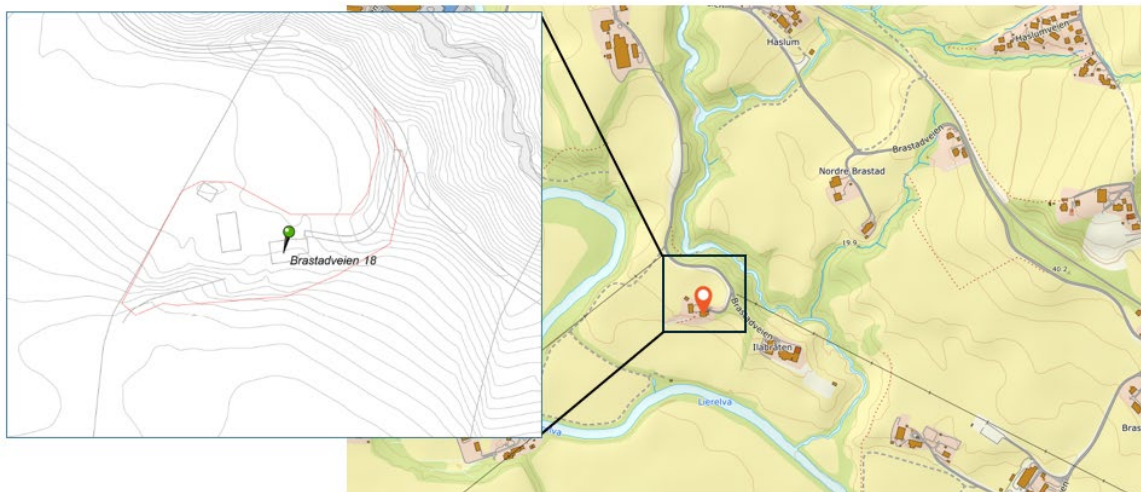 Brastadveien 18
Haslum
Haslumveien
Brastadveien
Nordre Brastad
19.9
40.2
Brastadveien
Ilabråten
Lierelva
elva
Bras